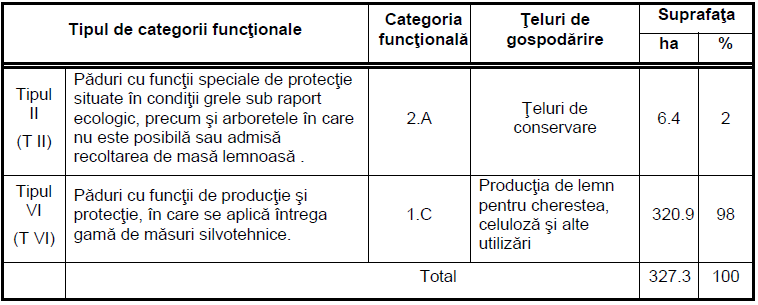 Tipul de categorii funcţionale
Categoria
funcţională
Ţeluri de
gospodărire
Suprafaţa
ha
%
Tipul
II
(T II)
Păduri cu funcţii speciale de protecţie
situate în condiţii grele sub raport
ecologic, precum şi arboretele în care
nu este posibilă sau admisă
recoltarea de masă lemnoasă .
2.A
Ţeluri de
conservare
6.4
2
Tipul
VI
(T VI)
Păduri cu funcţii de producţie şi
protecţie, în care se aplică întrega
gamă de măsuri silvotehnice.
1.C
Producţia de lemn
pentru cherestea,
celuloză şi alte
utilizări
320.9
98
Total
327.3
100